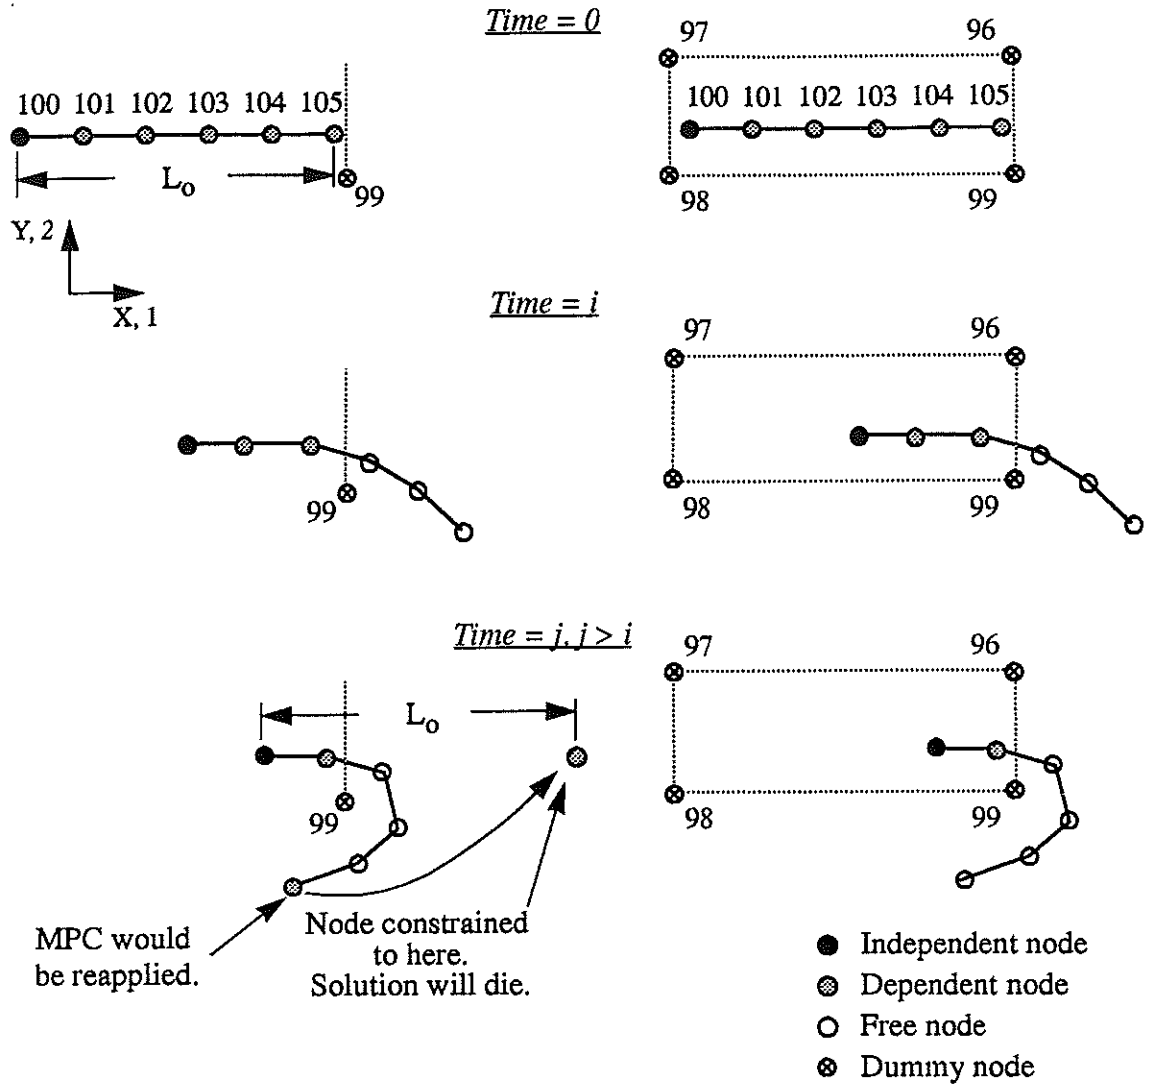 Time = 0
97 96
100 101 102 103 104 105
100 101 102 103 104 105
Lo
99
98 99
Y, 2
X, 1
Time = i
97 96
99
98 99
Time = j, j > i
97 96
Lo
99
98 99
MPC would
be reapplied.
Node constrained
to here.
Solution will die.
Independent node
Dependent node
Free node
Dummy node